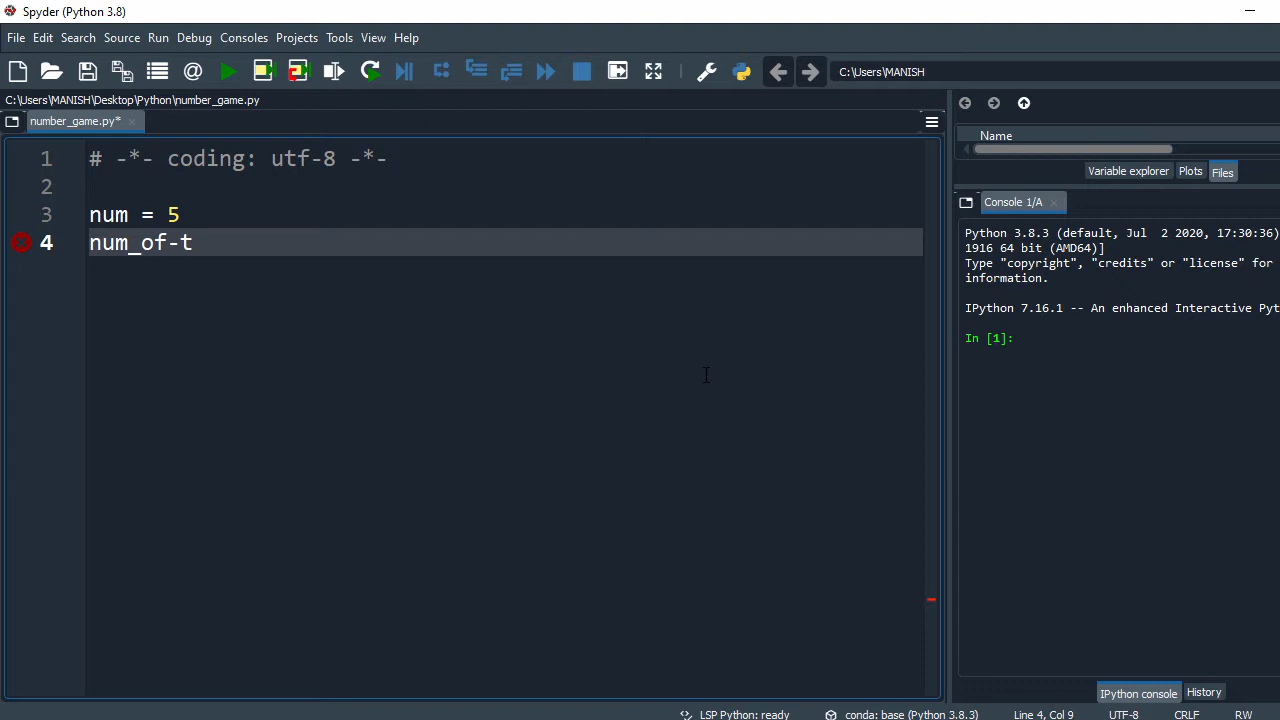 Spyder (Python 3.8)
File Edit Search Source Run Debug Consoles Projects Tools View Help
C:\Users\MANISH
C:\Users\MANISH\Desktop\Python\number_game.py
number_game.py*
1 # -*- coding: utf-8 -*-
2
3 num = 5
4 num_of-t
Name
Variable explorer Plots Files
Console 1/A
Python 3.8.3 (default, Jul 2 2020, 17:30:36)
1916 64 bit (AMD64)]
Type "copyright", "credits" or "license" for
information.
IPython 7.16.1 -- An enhanced Interactive Pyt
In [1]:
IPython console History
LSP Python: ready conda: base (Python 3.8.3) Line 4, Col 9 UTF-8 CRLF RW